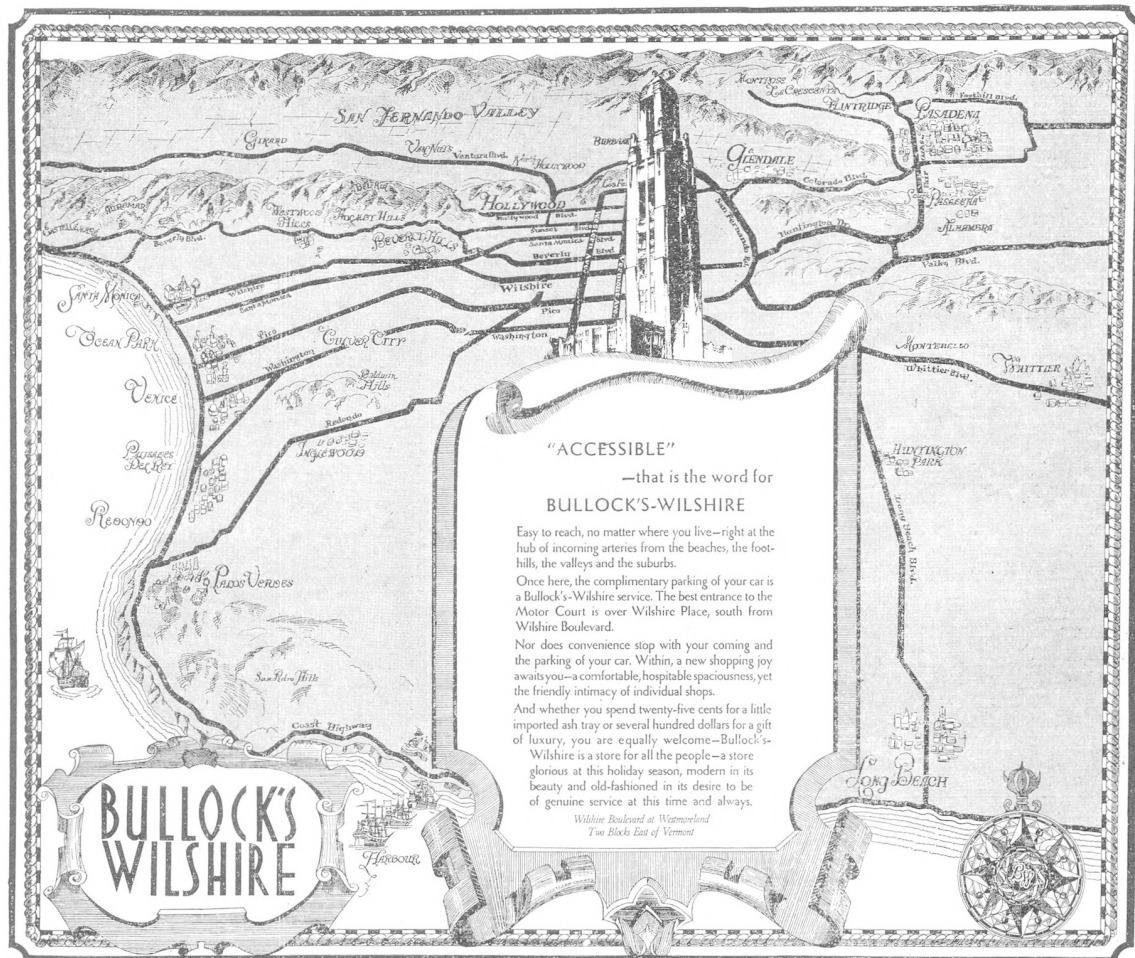 MONTROSE
LA CRESCENTA
FLINTRIDGE
Foothill Blvd.
PASADENA
SAN FERNANDO VALLEY
GIRARD
VAN NUYS
Ventura Blvd.
North Hollywood
BURBANK
GLENDALE
Colorado Blvd.
HOLLYWOOD
Hollywood Blvd.
Sunset Blvd.
Santa Monica Blvd.
Beverly Blvd.
MIRAMAR
WESTWOOD HILLS
BEVERLY HILLS
CASTELLAMARE
Beverly Blvd.
San Fernando Rd.
Huntington Dr.
ALHAMBRA
Valley Blvd.
SANTA MONICA
Wilshire
Santa Monica
Wilshire
Pico
Washington
OCEAN PARK
Pico
CULVER CITY
Washington
MONTEBELLO
WHITTIER
Whittier Blvd.
Baldwin Hills
VENICE
Redondo
INGLEWOOD
HUNTINGTON PARK
PALISADES DEL REY
REDONDO
Long Beach Blvd.
PALOS VERDES
San Pedro Hills
Coast Highway
LONG BEACH
HARBOUR
"ACCESSIBLE"
—that is the word for
BULLOCK'S-WILSHIRE
Easy to reach, no matter where you live—right at the
hub of incoming arteries from the beaches, the foot-
hills, the valleys and the suburbs.
Once here, the complimentary parking of your car is
a Bullock's-Wilshire service. The best entrance to the
Motor Court is over Wilshire Place, south from
Wilshire Boulevard.
Nor does convenience stop with your coming and
the parking of your car. Within, a new shopping joy
awaits you—a comfortable, hospitable spaciousness, yet
the friendly intimacy of individual shops.
And whether you spend twenty-five cents for a little
imported ash tray or several hundred dollars for a gift
of luxury, you are equally welcome—Bullock's-
Wilshire is a store for all the people—a store
glorious at this holiday season, modern in its
beauty and old-fashioned in its desire to be
of genuine service at this time and always.
Wilshire Boulevard at Westmoreland
Two Blocks East of Vermont
BULLOCK'S
WILSHIRE